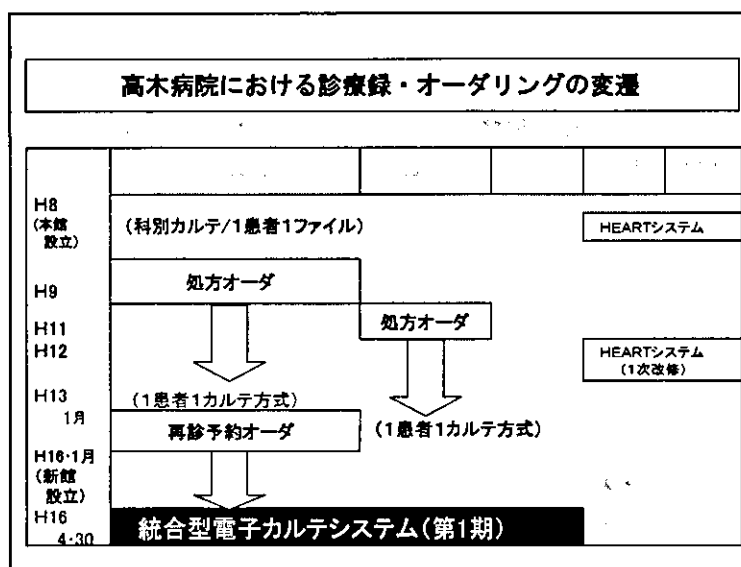 高木病院における診療録・オーダリングの変遷
H8
(本館
設立)
(科別カルテ/1患者1ファイル)
HEARTシステム
処方オーダ
H9
処方オーダ
H11
H12
HEARTシステム
(1次改修)
H13
1月
(1患者1カルテ方式)
再診予約オーダ
(1患者1カルテ方式)
H16・1月
(新館
設立)
H16
4・30
統合型電子カルテシステム(第1期)